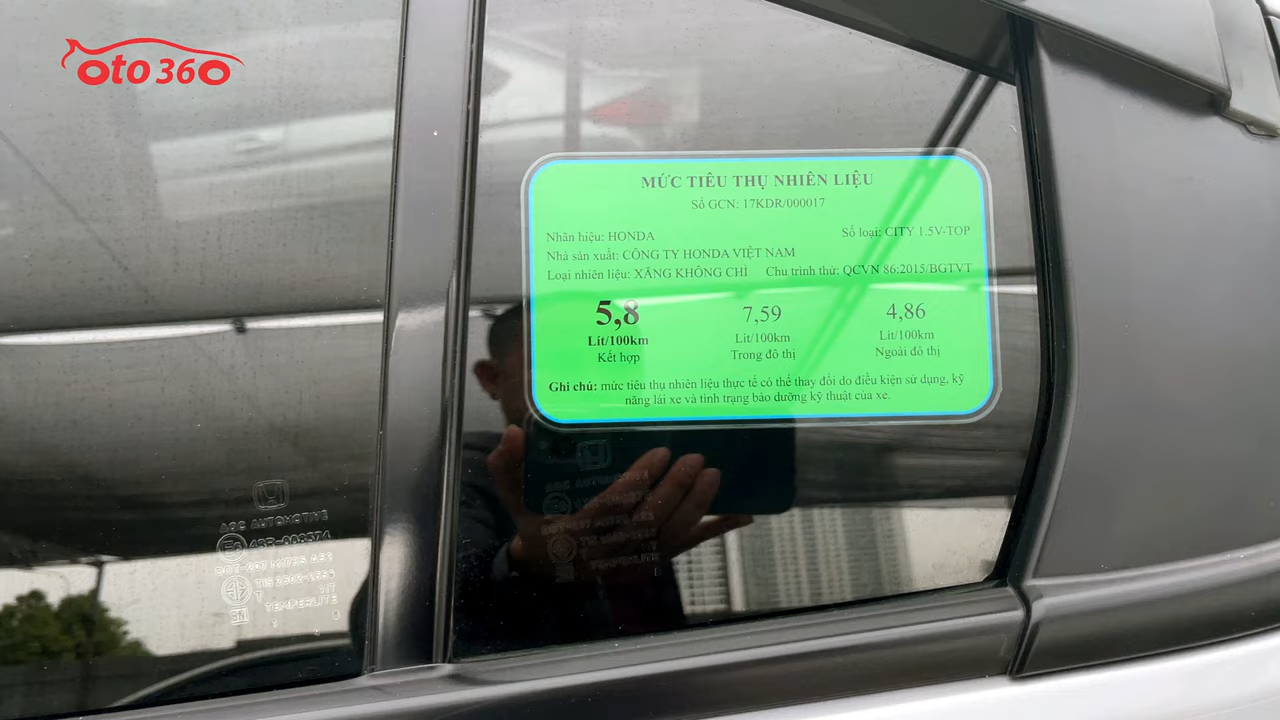 oto 360
MỨC TIÊU THỤ NHIÊN LIỆU
Số GCN: 17KDR/000017
Nhãn hiệu: HONDA Số loại: CITY 1.5V-TOP
Nhà sản xuất: CÔNG TY HONDA VIỆT NAM
Loại nhiên liệu: XĂNG KHÔNG CHÌ Chu trình thử: QCVN 86:2015/BGTVT
5,8 7,59 4,86
Lít/100km Lít/100km Lít/100km
Kết hợp Trong đô thị Ngoài đô thị
Ghi chú: mức tiêu thụ nhiên liệu thực tế có thể thay đổi do điều kiện sử dụng, kỹ
năng lái xe và tình trạng bảo dưỡng kỹ thuật của xe.
AGC AUTOMOTIVE
TEMPERLITE